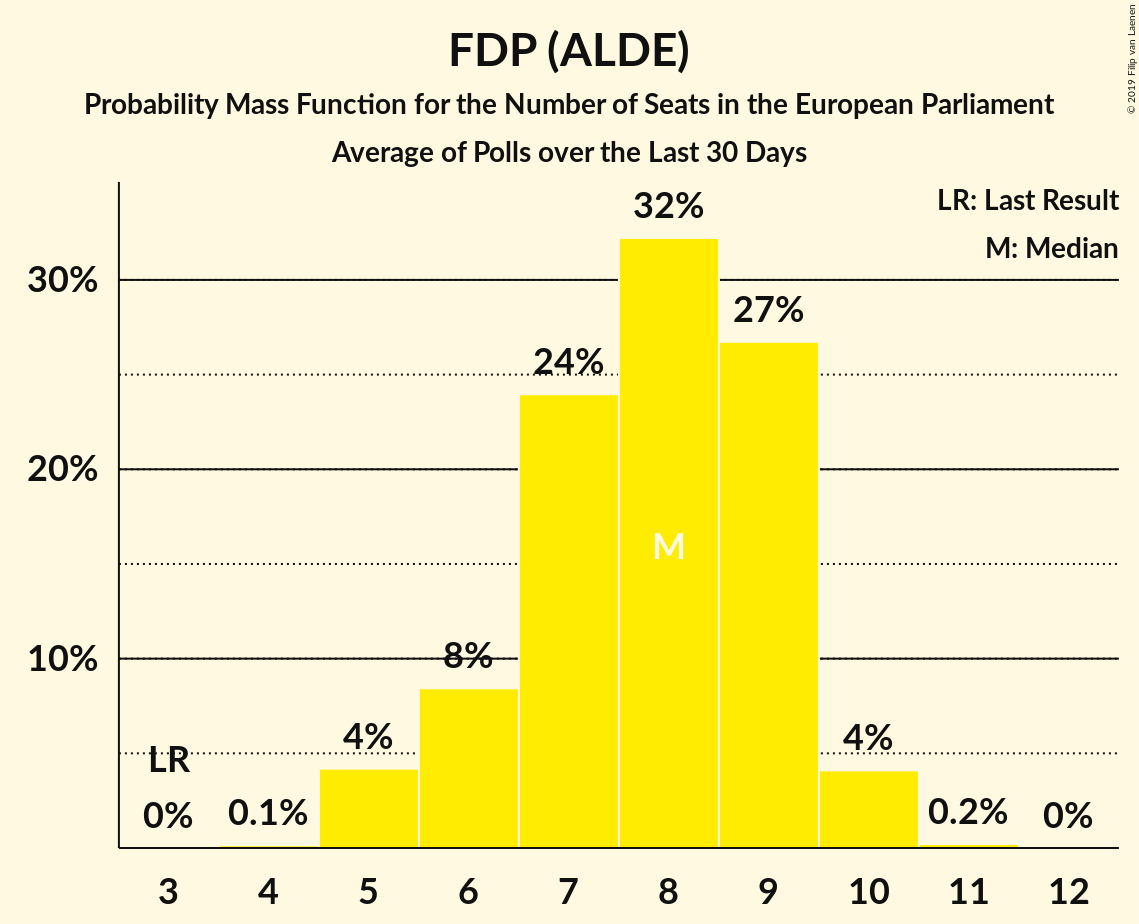 FDP (ALDE)
Probability Mass Function for the Number of Seats in the European Parliament
Average of Polls over the Last 30 Days
© 2019 Filip van Laenen
LR: Last Result
M: Median
30%
20%
10%
LR
0%
0.1%
4%
8%
24%
32%
M
27%
4%
0.2%
0%
3 4 5 6 7 8 9 10 11 12